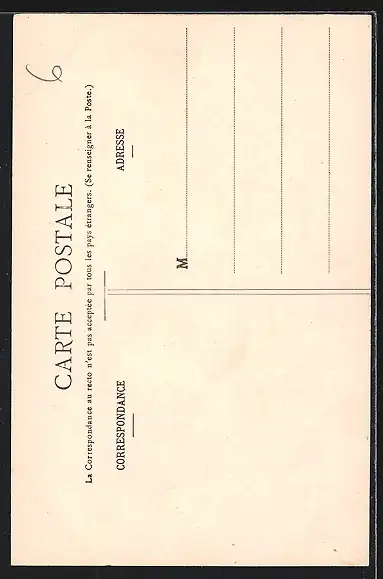 6
CARTE POSTALE
La Correspondance au recto n'est pas acceptée par tous les pays étrangers. (Se renseigner à la Poste.)
CORRESPONDANCE
ADRESSE
M